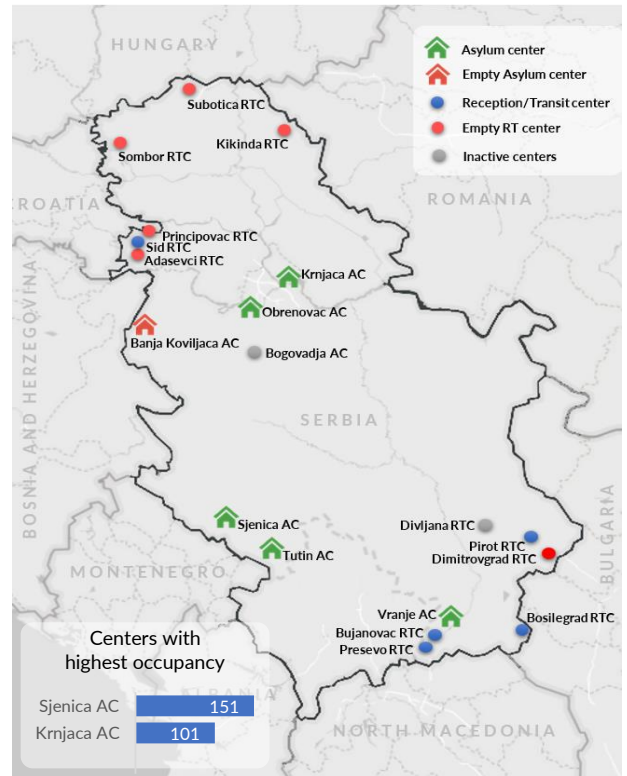 HUNGARY
Asylum center
Empty Asylum center
Reception/Transit center
Empty RT center
Inactive centers
Subotica RTC
Kikinda RTC
Sombor RTC
CROATIA
ROMANIA
Principovac RTC
Sid RTC
Adasevci RTC
Krnjaca AC
Obrenovac AC
Banja Koviljaca AC
Bogovadja AC
BOSNIA AND HERZEGOVINA
SERBIA
Sjenica AC
Tutin AC
Divljana RTC
Pirot RTC
Dimitrovgrad RTC
BULGARIA
MONTENEGRO
Vranje AC
Bujanovac RTC
Presevo RTC
Bosilegrad RTC
Centers with
highest occupancy
Sjenica AC 151
Krnjaca AC 101
ALBANIA
NORTH MACEDONIA